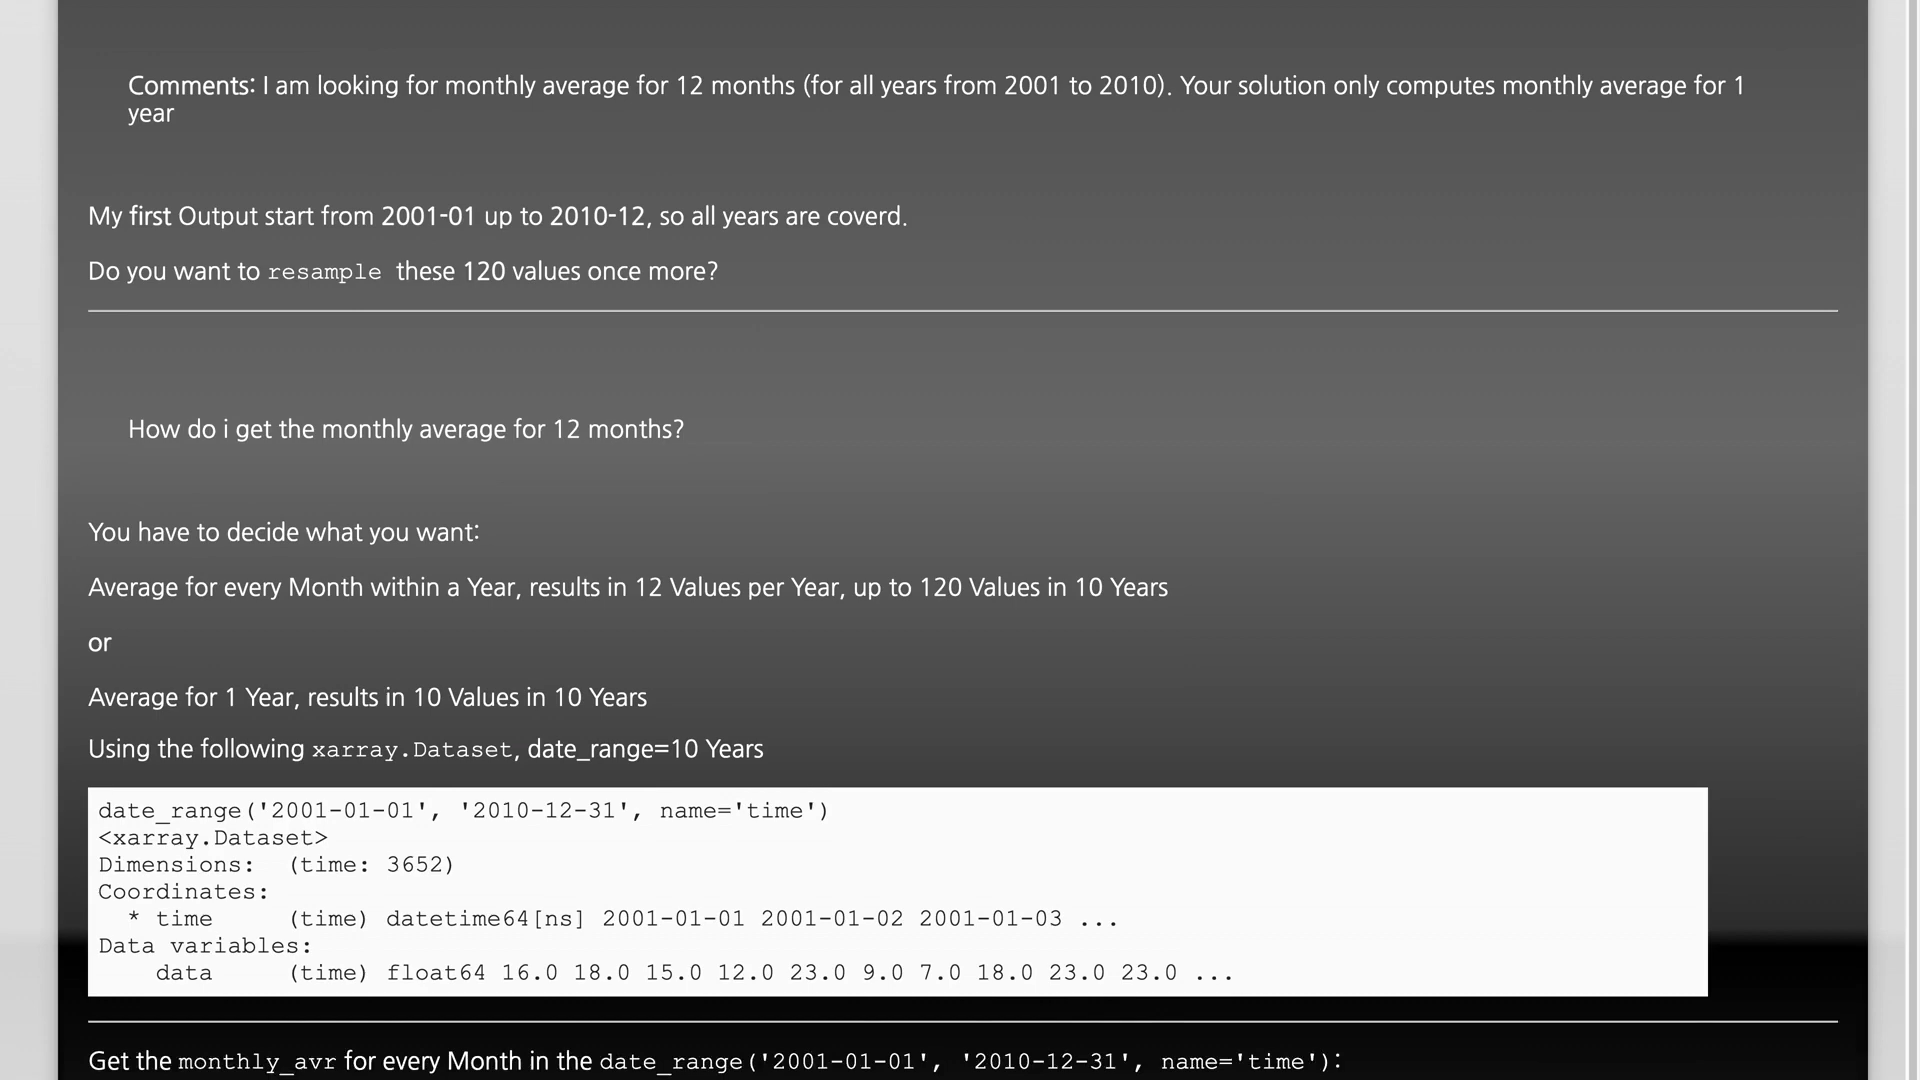 Comments: I am looking for monthly average for 12 months (for all years from 2001 to 2010). Your solution only computes monthly average for 1
year
My first Output start from 2001-01 up to 2010-12, so all years are coverd.
Do you want to resample these 120 values once more?
How do i get the monthly average for 12 months?
You have to decide what you want:
Average for every Month within a Year, results in 12 Values per Year, up to 120 Values in 10 Years
or
Average for 1 Year, results in 10 Values in 10 Years
Using the following xarray.Dataset, date_range=10 Years
date_range('2001-01-01', '2010-12-31', name='time')
<xarray.Dataset>
Dimensions:  (time: 3652)
Coordinates:
  * time     (time) datetime64[ns] 2001-01-01 2001-01-02 2001-01-03 ...
Data variables:
    data     (time) float64 16.0 18.0 15.0 12.0 23.0 9.0 7.0 18.0 23.0 23.0 ...
Get the monthly_avr for every Month in the date_range('2001-01-01', '2010-12-31', name='time'):